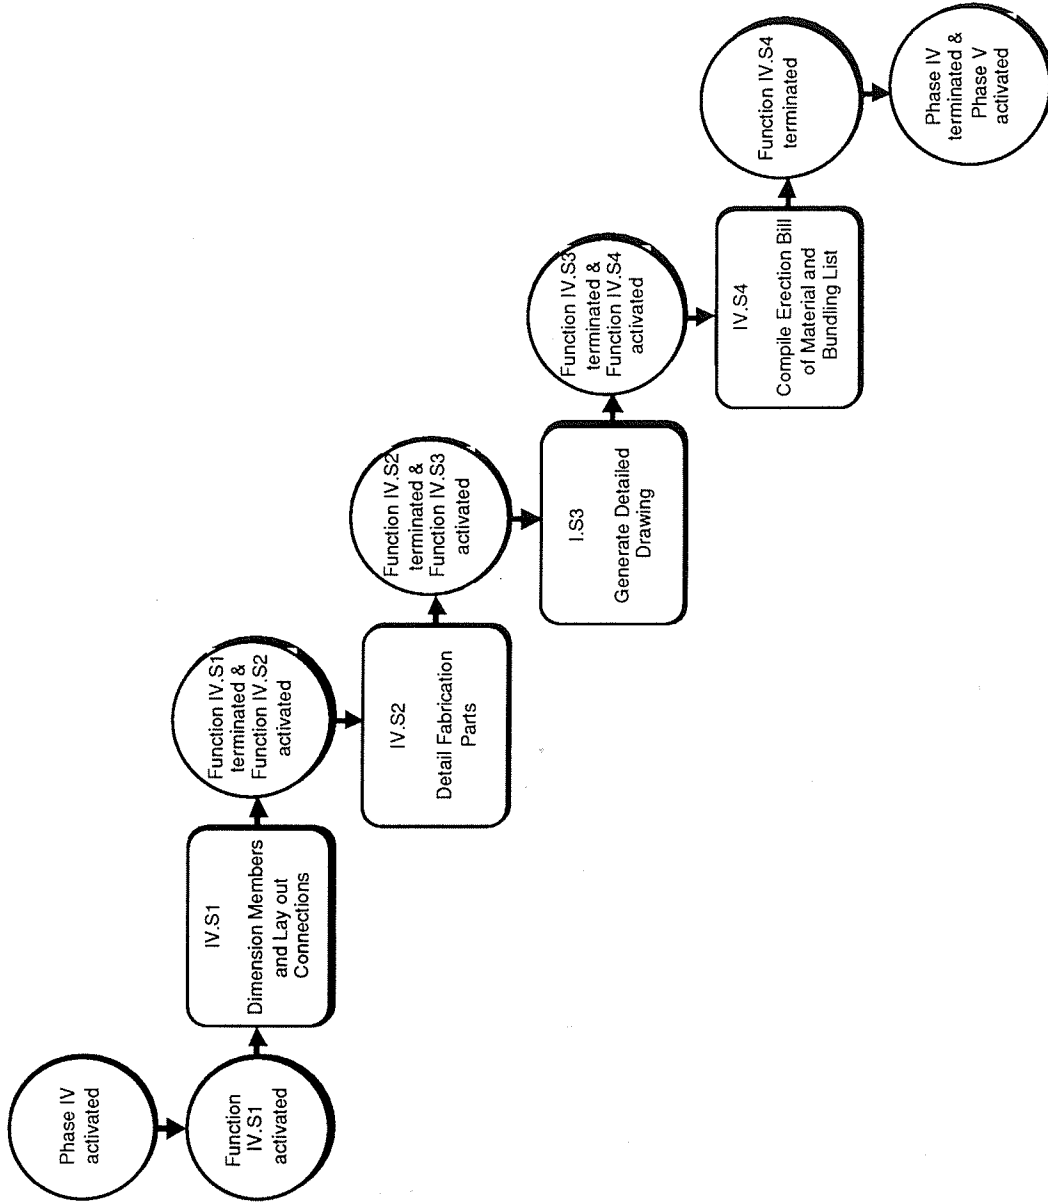 Phase IV
activated
Function
IV.S1
activated
IV.S1
Dimension Members
and Lay out
Connections
Function IV.S1
terminated &
Function IV.S2
activated
IV.S2
Detail Fabrication
Parts
Function IV.S2
terminated &
Function IV.S3
activated
I.S3
Generate Detailed
Drawing
Function IV.S3
terminated &
Function IV.S4
activated
IV.S4
Compile Erection Bill
of Material and
Bundling List
Function IV.S4
terminated
Phase IV
terminated &
Phase V
activated